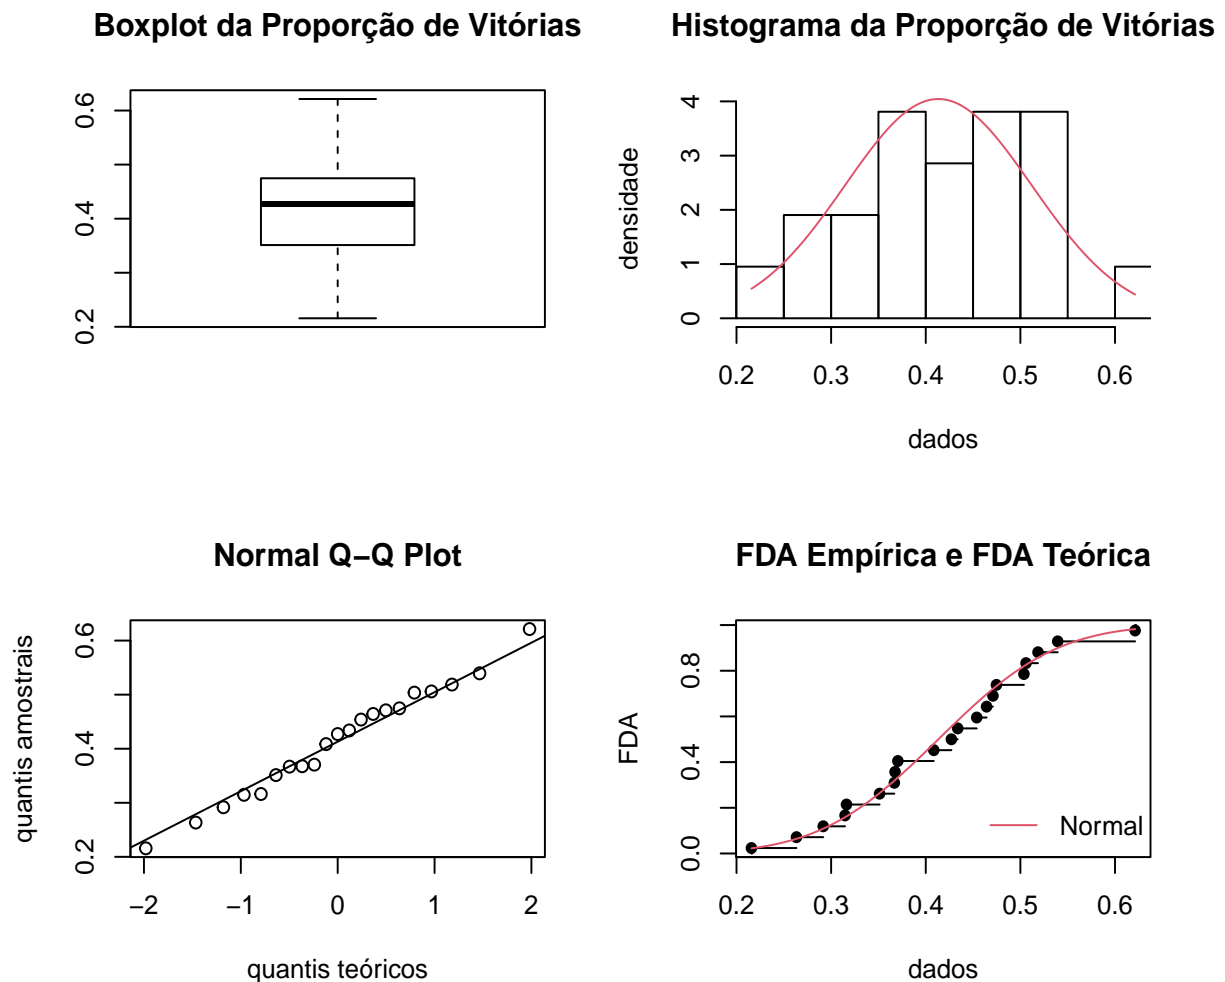 Boxplot da Proporção de Vitórias
0.2 0.4 0.6
Histograma da Proporção de Vitórias
densidade
0 1 2 3 4
0.2 0.3 0.4 0.5 0.6
dados
Normal Q−Q Plot
quantis amostrais
0.2 0.4 0.6
−2 −1 0 1 2
quantis teóricos
FDA Empírica e FDA Teórica
FDA
0.0 0.4 0.8
Normal
0.2 0.3 0.4 0.5 0.6
dados